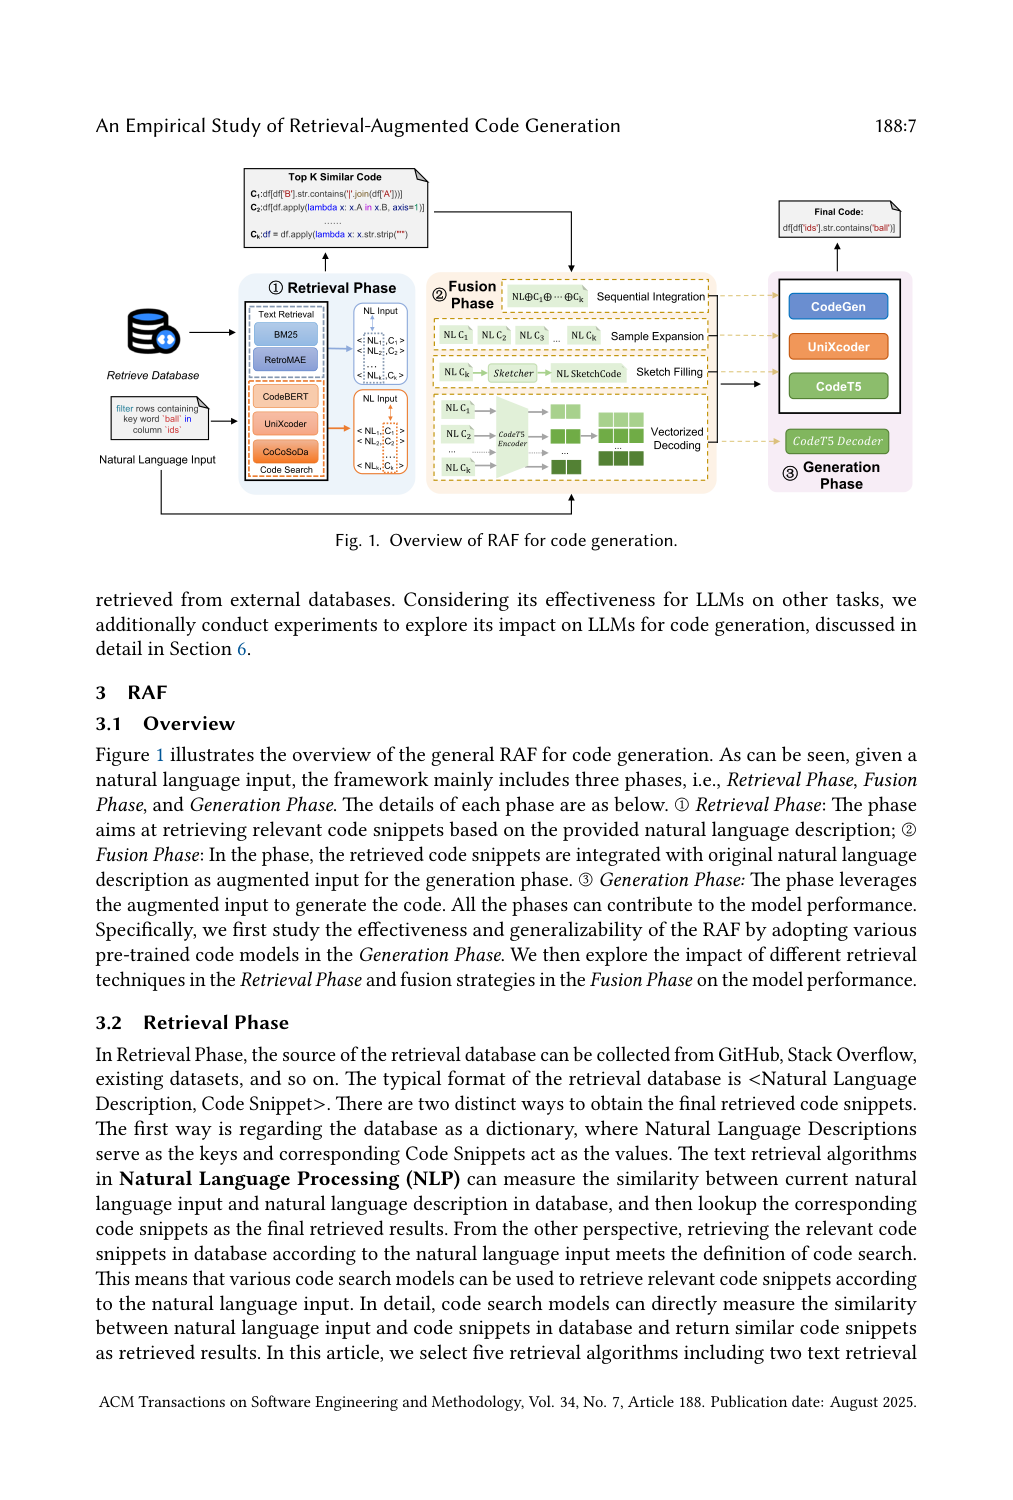 An Empirical Study of Retrieval-Augmented Code Generation 188:7
Top K Similar Code
C1:df[df['B'].str.contains('|'.join(df['A']))]
C2:df[df.apply(lambda x: x.A in x.B, axis=1)]
......
Ck:df = df.apply(lambda x: x.str.strip("'")
Final Code:
df[df['ids'].str.contains('ball')]
① Retrieval Phase
Text Retrieval
BM25
RetroMAE
CodeBERT
UniXcoder
CoCoSoDa
Code Search
NL Input
< NL1 ,C1 >
< NL2 ,C2 >
...
< NLk ,Ck >
NL Input
< NL1, C1 >
< NL2, C2 >
...
< NLk, Ck >
Retrieve Database
filter rows containing
key word `ball` in
column `ids`
Natural Language Input
② Fusion
Phase
NL⊕C1⊕···⊕Ck Sequential Integration
NL C1 NL C2 NL C3 ... NL Ck Sample Expansion
NL Ck Sketcher NL SketchCode Sketch Filling
NL C1
NL C2
...
NL Ck
CodeT5
Encoder
...
...
Vectorized
Decoding
CodeGen
UniXcoder
CodeT5
CodeT5 Decoder
③ Generation
Phase
Fig. 1. Overview of RAF for code generation.
retrieved from external databases. Considering its effectiveness for LLMs on other tasks, we
additionally conduct experiments to explore its impact on LLMs for code generation, discussed in
detail in Section 6.
3 RAF
3.1 Overview
Figure 1 illustrates the overview of the general RAF for code generation. As can be seen, given a
natural language input, the framework mainly includes three phases, i.e., Retrieval Phase, Fusion
Phase, and Generation Phase. The details of each phase are as below. ① Retrieval Phase: The phase
aims at retrieving relevant code snippets based on the provided natural language description; ②
Fusion Phase: In the phase, the retrieved code snippets are integrated with original natural language
description as augmented input for the generation phase. ③ Generation Phase: The phase leverages
the augmented input to generate the code. All the phases can contribute to the model performance.
Specifically, we first study the effectiveness and generalizability of the RAF by adopting various
pre-trained code models in the Generation Phase. We then explore the impact of different retrieval
techniques in the Retrieval Phase and fusion strategies in the Fusion Phase on the model performance.
3.2 Retrieval Phase
In Retrieval Phase, the source of the retrieval database can be collected from GitHub, Stack Overflow,
existing datasets, and so on. The typical format of the retrieval database is <Natural Language
Description, Code Snippet>. There are two distinct ways to obtain the final retrieved code snippets.
The first way is regarding the database as a dictionary, where Natural Language Descriptions
serve as the keys and corresponding Code Snippets act as the values. The text retrieval algorithms
in Natural Language Processing (NLP) can measure the similarity between current natural
language input and natural language description in database, and then lookup the corresponding
code snippets as the final retrieved results. From the other perspective, retrieving the relevant code
snippets in database according to the natural language input meets the definition of code search.
This means that various code search models can be used to retrieve relevant code snippets according
to the natural language input. In detail, code search models can directly measure the similarity
between natural language input and code snippets in database and return similar code snippets
as retrieved results. In this article, we select five retrieval algorithms including two text retrieval
ACM Transactions on Software Engineering and Methodology, Vol. 34, No. 7, Article 188. Publication date: August 2025.